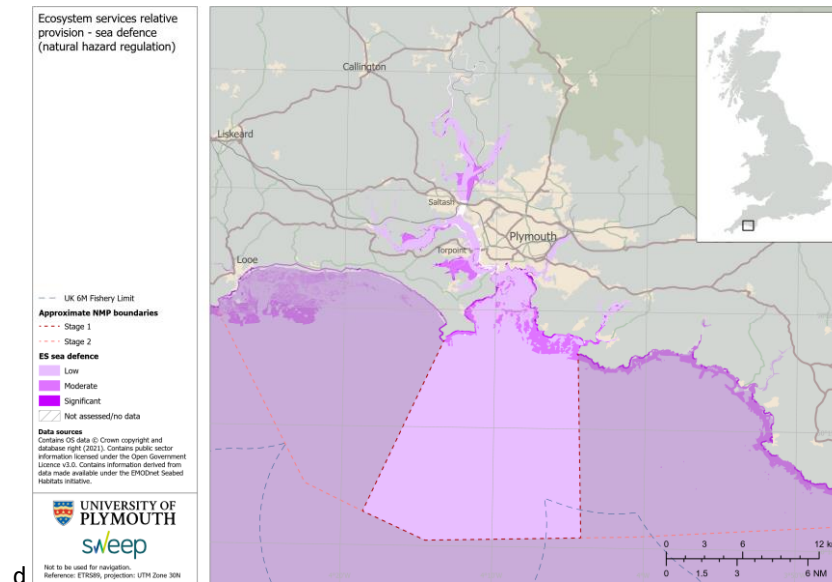 Ecosystem services relative
provision - sea defence
(natural hazard regulation)
UK 6M Fishery Limit
Approximate NMP boundaries
Stage 1
Stage 2
ES sea defence
Low
Moderate
Significant
Not assessed/no data
Data sources
Contains OS data © Crown copyright and
database right (2021). Contains public sector
information licensed under the Open Government
Licence v3.0. Contains information derived from
data made available under the EMODnet Seabed
Habitats initiative.
UNIVERSITY OF
PLYMOUTH
sweep
Not to be used for navigation.
Reference: ETRS89, projection: UTM Zone 30N
d
Callington
Liskeard
Saltash
Plymouth
Torpoint
Looe
0 3 6 12 k
0 1.5 3 6 NM